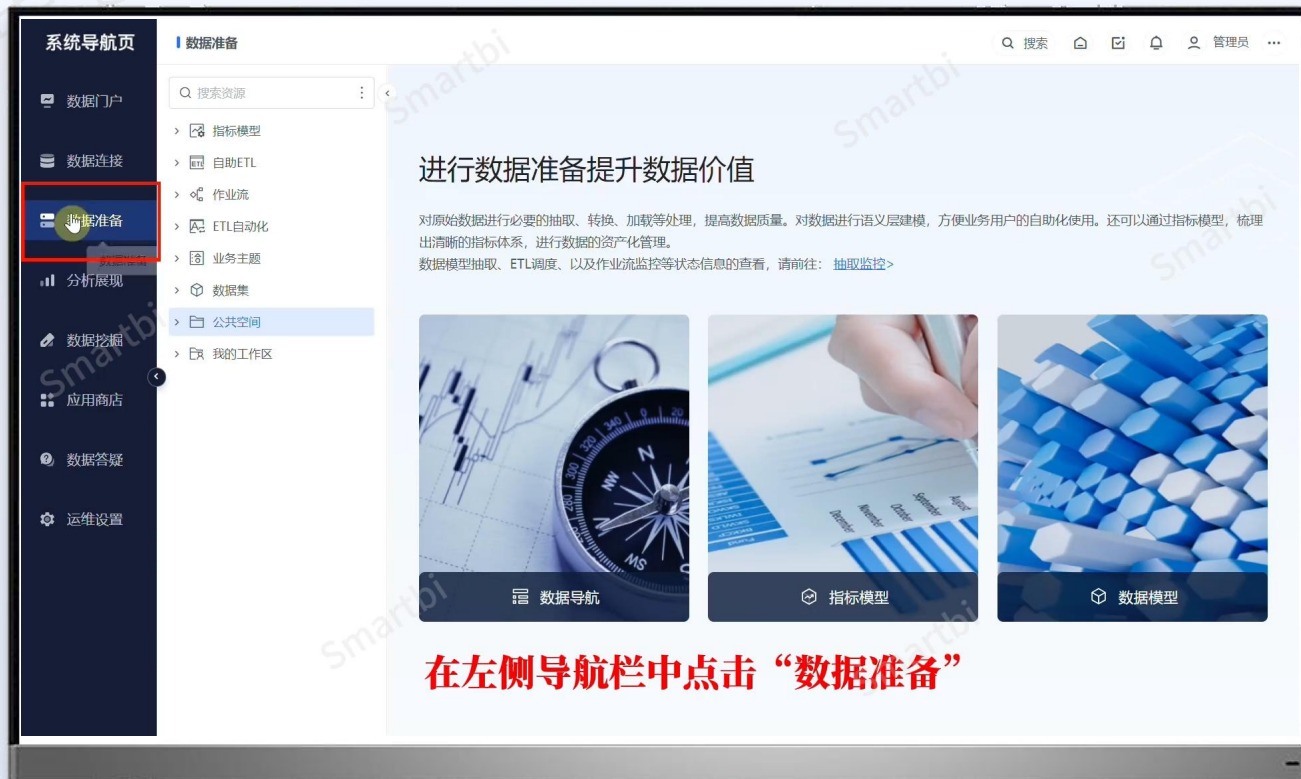 系统导航页
数据准备
搜索
管理员
数据门户
数据连接
数据准备
数据准备
分析展现
数据挖掘
应用商店
数据答疑
运维设置
搜索资源
指标模型
自助ETL
作业流
ETL自动化
业务主题
数据集
公共空间
我的工作区
进行数据准备提升数据价值
对原始数据进行必要的抽取、转换、加载等处理，提高数据质量。对数据进行语义层建模，方便业务用户的自助化使用。还可以通过指标模型，梳理
出清晰的指标体系，进行数据的资产化管理。
数据模型抽取、ETL调度、以及作业流监控等状态信息的查看，请前往： 抽取监控>
数据导航
指标模型
数据模型
在左侧导航栏中点击“数据准备”
Smartbi
Smartbi
Smartbi
Smartbi
Smartbi
Smartbi